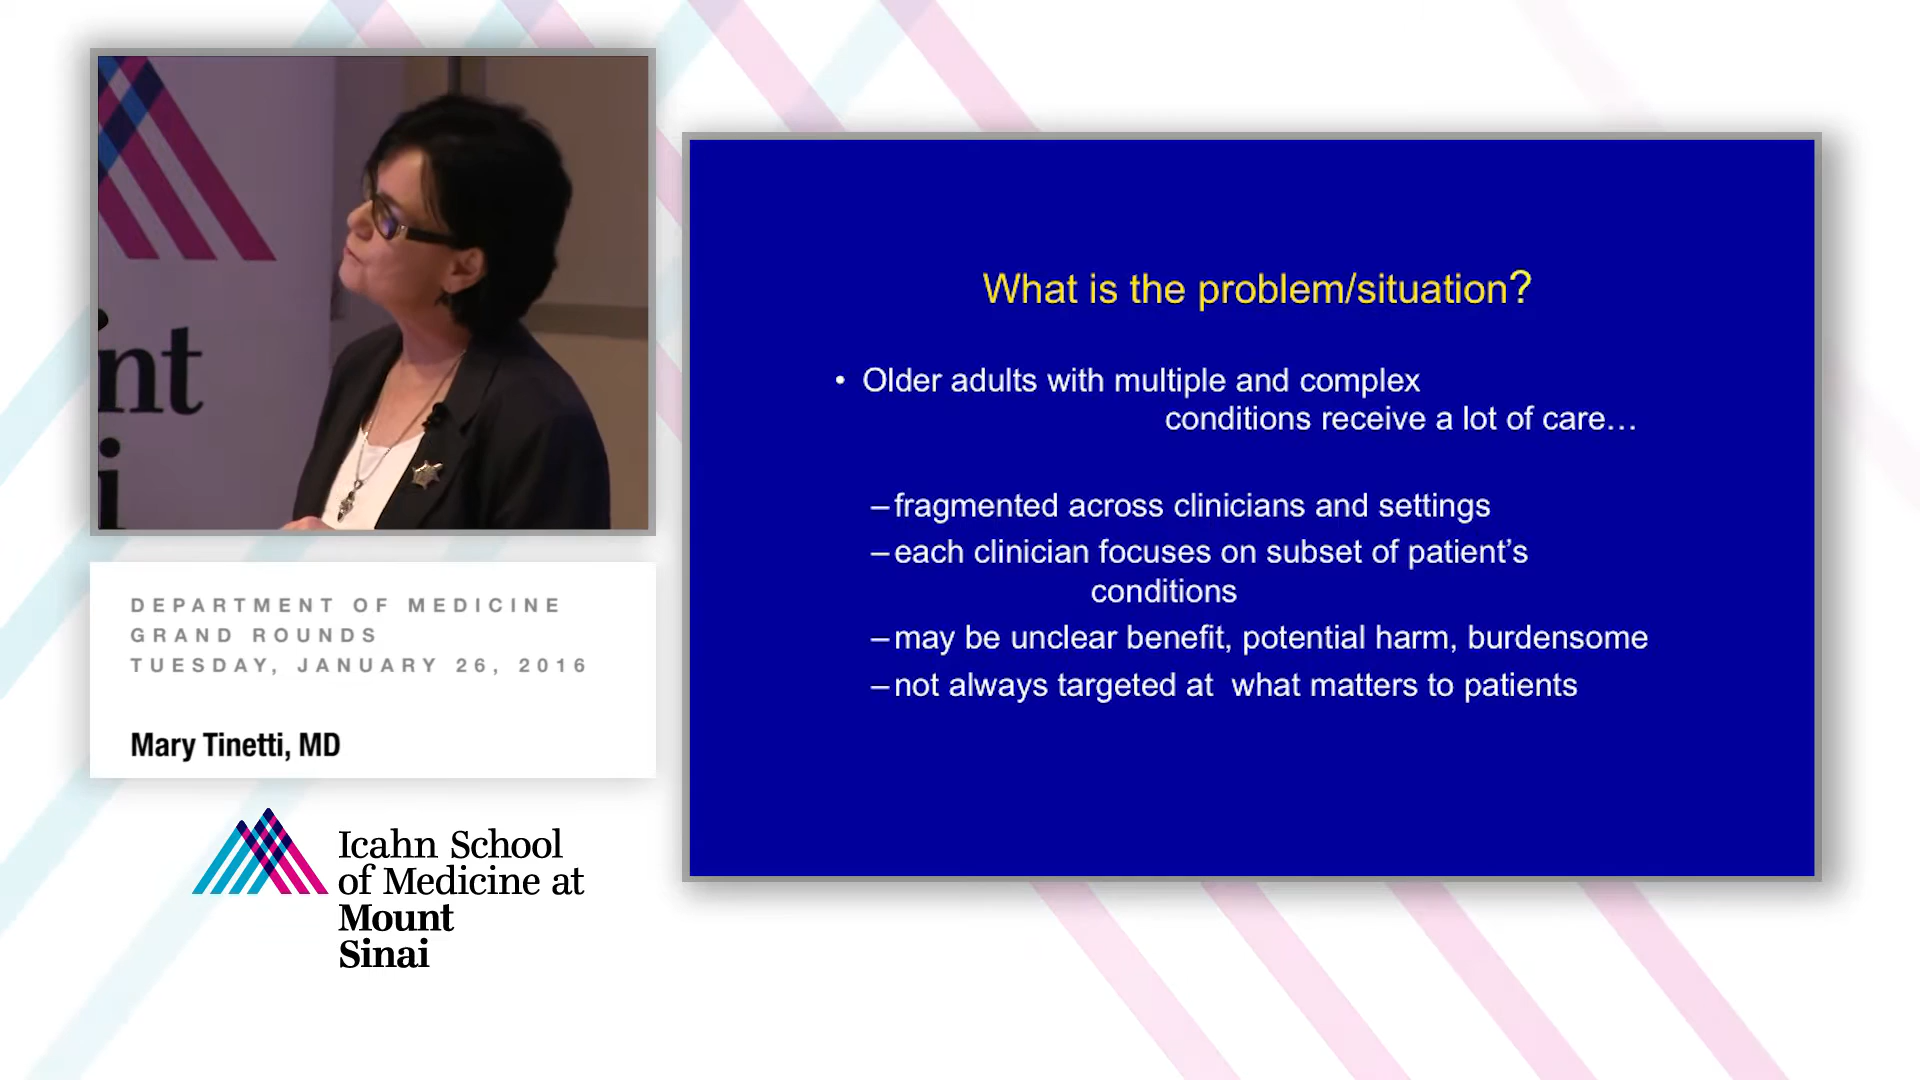 nt
i
DEPARTMENT OF MEDICINE
GRAND ROUNDS
TUESDAY, JANUARY 26, 2016
Mary Tinetti, MD
Icahn School
of Medicine at
Mount
Sinai
What is the problem/situation?
• Older adults with multiple and complex
conditions receive a lot of care…
–fragmented across clinicians and settings
–each clinician focuses on subset of patient’s
conditions
–may be unclear benefit, potential harm, burdensome
–not always targeted at  what matters to patients